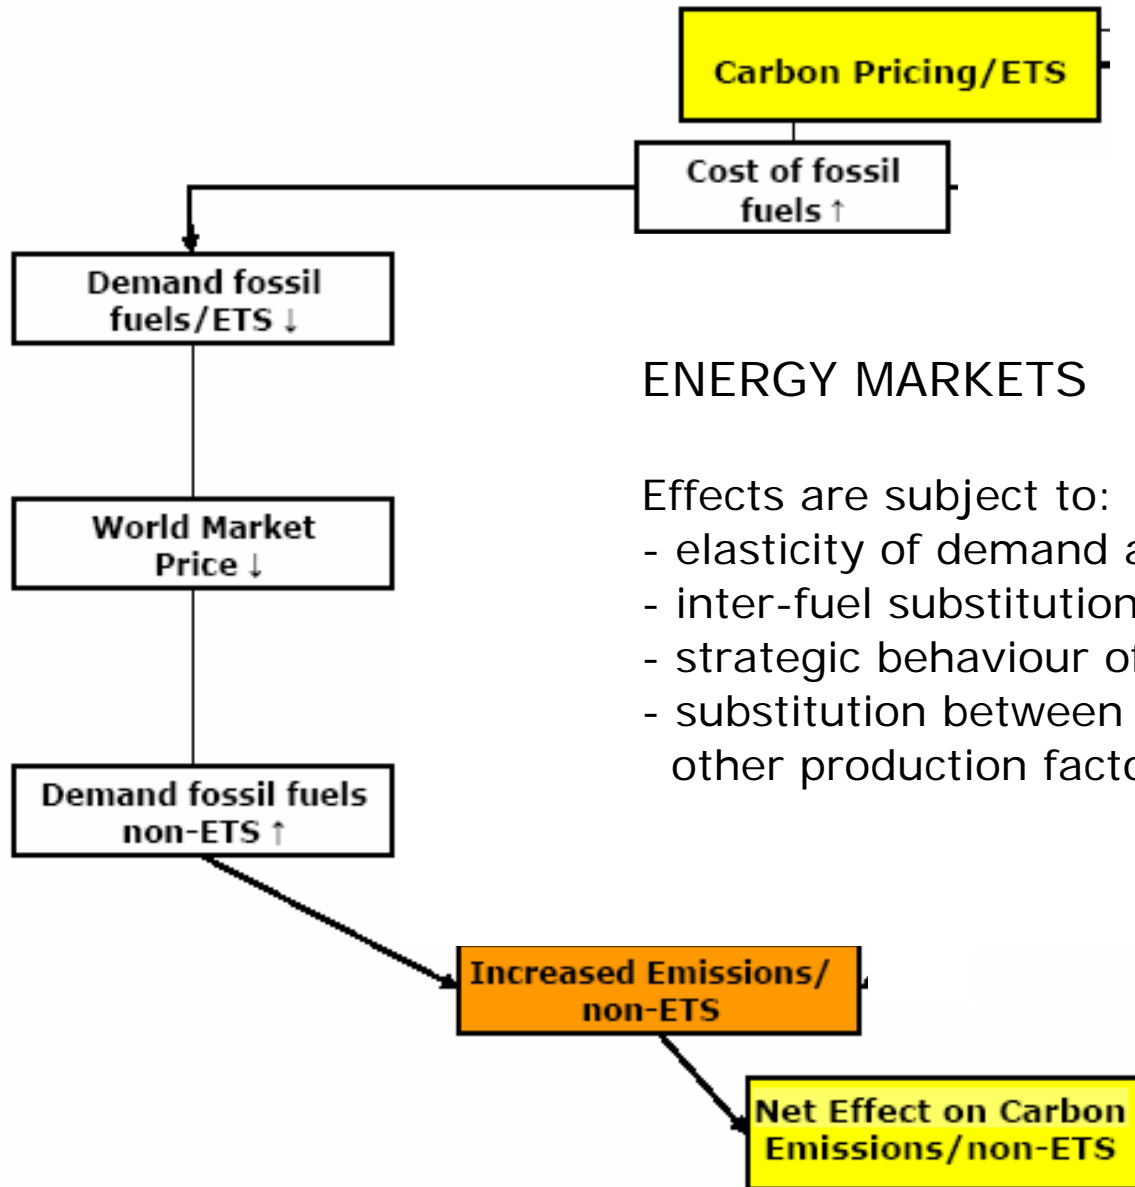 Carbon Pricing/ETS
Cost of fossil
fuels ↑
Demand fossil
fuels/ETS ↓
ENERGY MARKETS
Effects are subject to:
- elasticity of demand
- inter-fuel substitution
- strategic behaviour of
- substitution between
other production
World Market
Price ↓
Demand fossil fuels
non-ETS ↑
Increased Emissions/
non-ETS
Net Effect on Carbon
Emissions/non-ETS